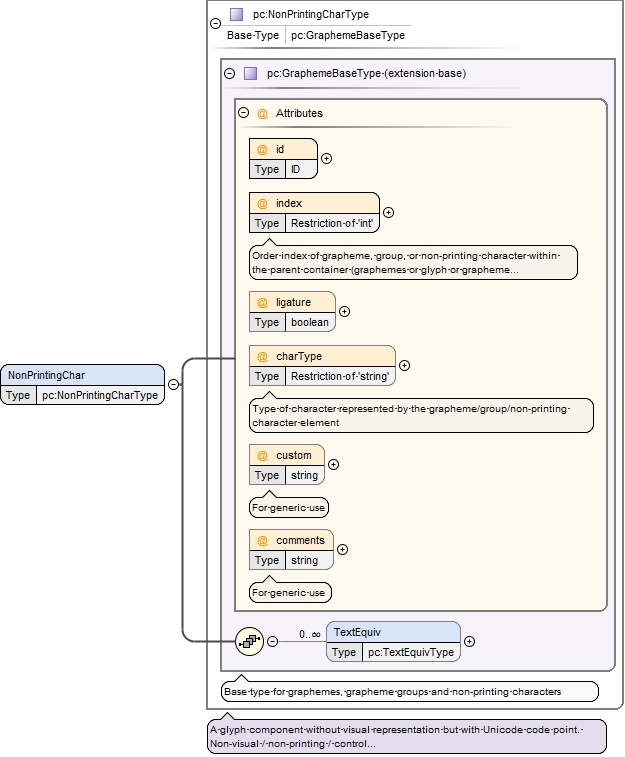 pc:NonPrintingCharType
Base-Type pc:GraphemeBaseType
pc:GraphemeBaseType-(extension-base)
@ Attributes
@ id
Type ID
@ index
Type Restriction-of-'int'
Order-index-of-grapheme,-group,-or-non-printing-character-within-
the-parent-container-(graphemes-or-glyph-or-grapheme...
@ ligature
Type boolean
@ charType
Type Restriction-of-'string'
NonPrintingChar
Type pc:NonPrintingCharType
Type-of-character-represented-by-the-grapheme/group/non-printing-
character-element
@ custom
Type string
For-generic-use
@ comments
Type string
For-generic-use
0..∞
TextEquiv
Type pc:TextEquivType
Base-type-for-graphemes,-grapheme-groups-and-non-printing-characters
A-glyph-component-without-visual-representation-but-with-Unicode-code-point.-
Non-visual-/-non-printing-/-control...